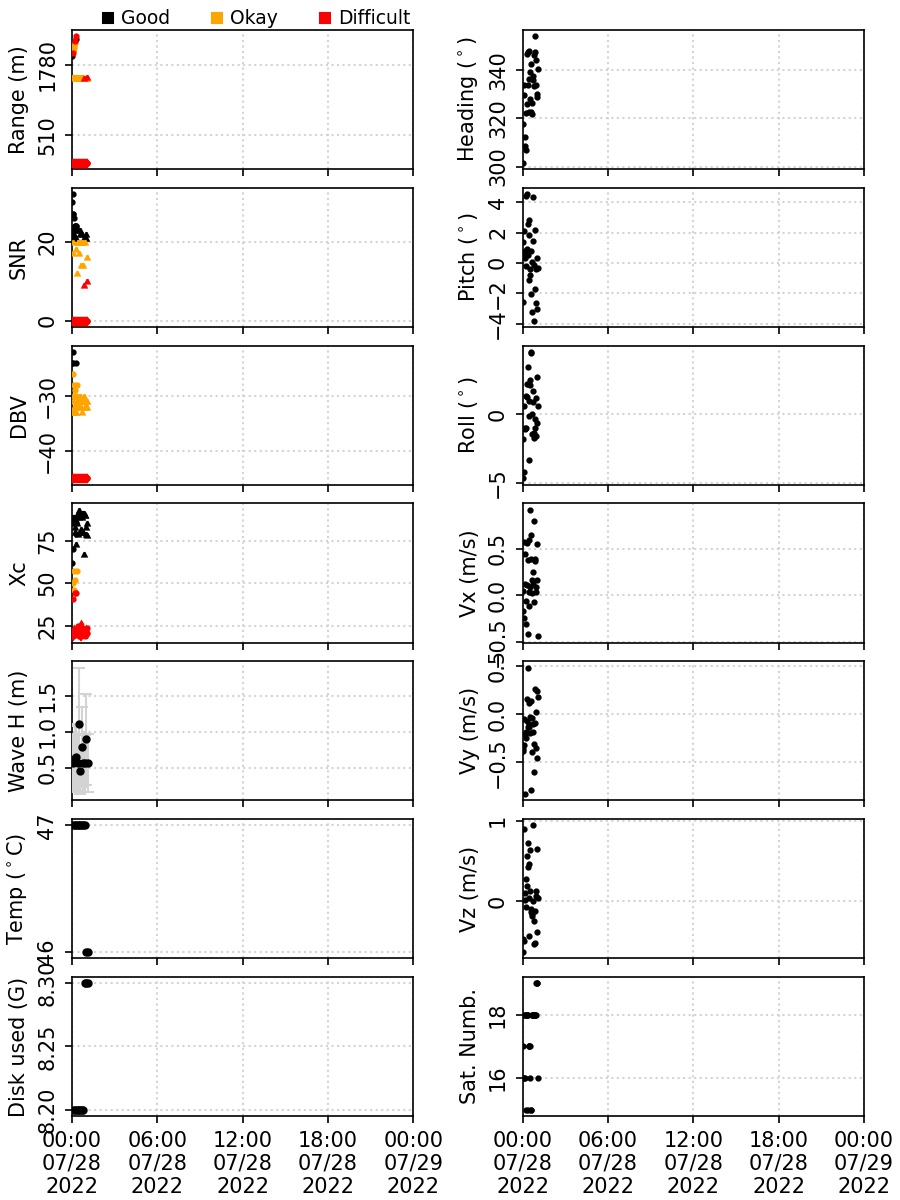 Good Okay Difficult
Range (m) 1780 510
Heading (°) 340 320 300
SNR 20 0
Pitch (°) 4 2 0 −2 −4
DBV −30 −40
Roll (°) 0 −5
Xc 75 50 25
Vx (m/s) 0.5 0.0 −0.5
Wave H (m) 1.5 1.0 0.5
Vy (m/s) 0.5 0.0 −0.5
Temp (°C) 47 46
Vz (m/s) 1 0
Disk used (G) 8.30 8.25 8.20
Sat. Numb. 18 16
00:00 06:00 12:00 18:00 00:00 00:00 06:00 12:00 18:00 00:00
07/28 07/28 07/28 07/28 07/29 07/28 07/28 07/28 07/28 07/29
2022 2022 2022 2022 2022 2022 2022 2022 2022 2022